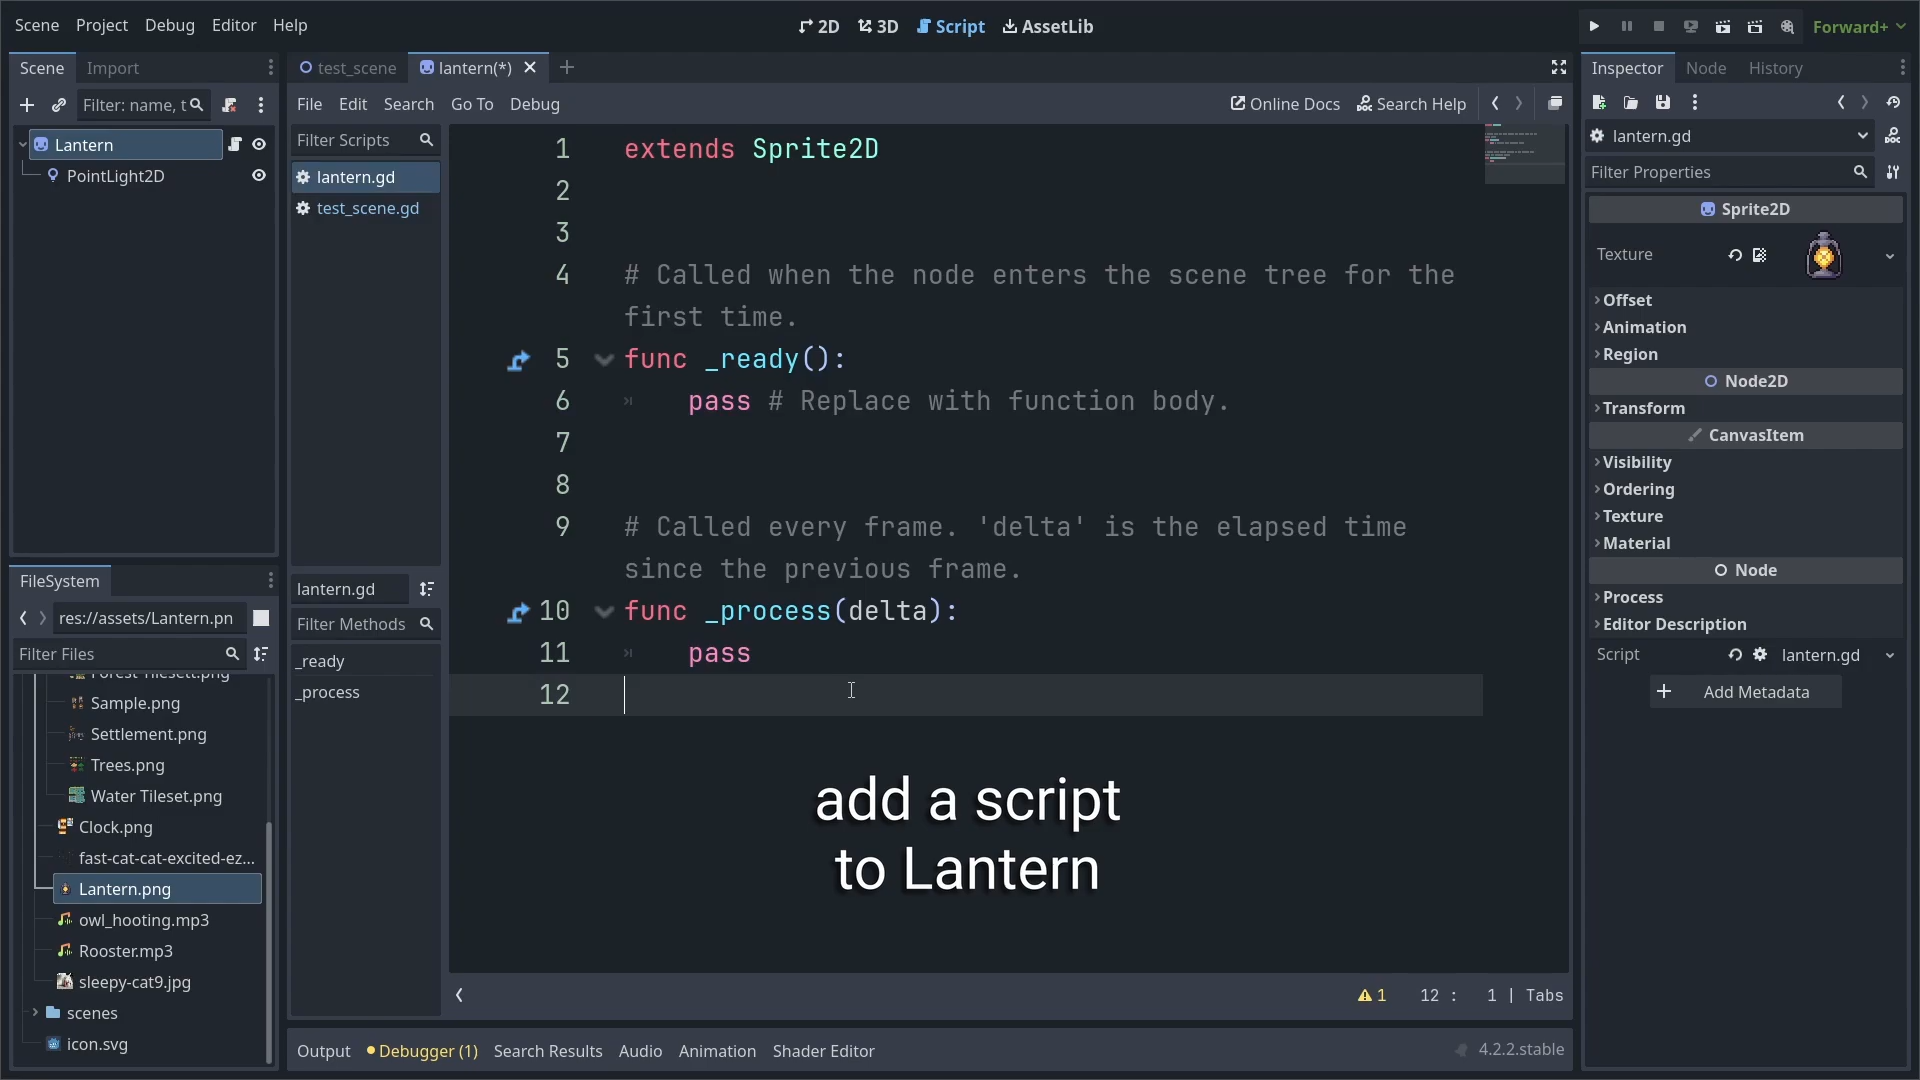 Scene Project Debug Editor Help
2D 3D Script AssetLib
Forward+
Scene Import
test_scene lantern(*)
Inspector Node History
Filter: name, t
File Edit Search Go To Debug
Online Docs Search Help
Lantern
PointLight2D
Filter Scripts
lantern.gd
test_scene.gd
lantern.gd
Filter Methods
_ready
_process
1 extends Sprite2D
2
3
4 # Called when the node enters the scene tree for the
first time.
5 func _ready():
6 pass # Replace with function body.
7
8
9 # Called every frame. 'delta' is the elapsed time
since the previous frame.
10 func _process(delta):
11 pass
12
add a script
to Lantern
1 12 : 1 | Tabs
lantern.gd
Filter Properties
Sprite2D
Texture
Offset
Animation
Region
Node2D
Transform
CanvasItem
Visibility
Ordering
Texture
Material
Node
Process
Editor Description
Script lantern.gd
Add Metadata
FileSystem
res://assets/Lantern.pn
Filter Files
Forest Tilesett.png
Sample.png
Settlement.png
Trees.png
Water Tileset.png
Clock.png
fast-cat-cat-excited-ez...
Lantern.png
owl_hooting.mp3
Rooster.mp3
sleepy-cat9.jpg
scenes
icon.svg
Output Debugger (1) Search Results Audio Animation Shader Editor
4.2.2.stable